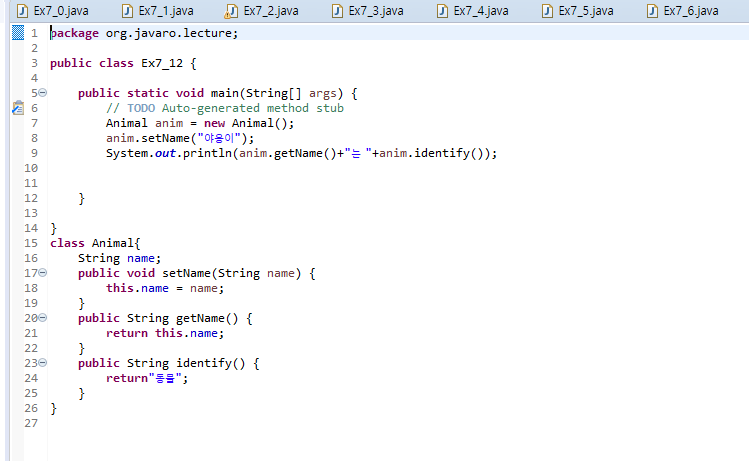 Ex7_0.java Ex7_1.java Ex7_2.java Ex7_3.java Ex7_4.java Ex7_5.java Ex7_6.java
1 package org.javaro.lecture;
2
3 public class Ex7_12 {
4
5 public static void main(String[] args) {
6 // TODO Auto-generated method stub
7 Animal anim = new Animal();
8 anim.setName("야옹이");
9 System.out.println(anim.getName()+"는 "+anim.identify());
10
11
12 }
13
14 }
15 class Animal{
16 String name;
17 public void setName(String name) {
18 this.name = name;
19 }
20 public String getName() {
21 return this.name;
22 }
23 public String identify() {
24 return"동물";
25 }
26 }
27